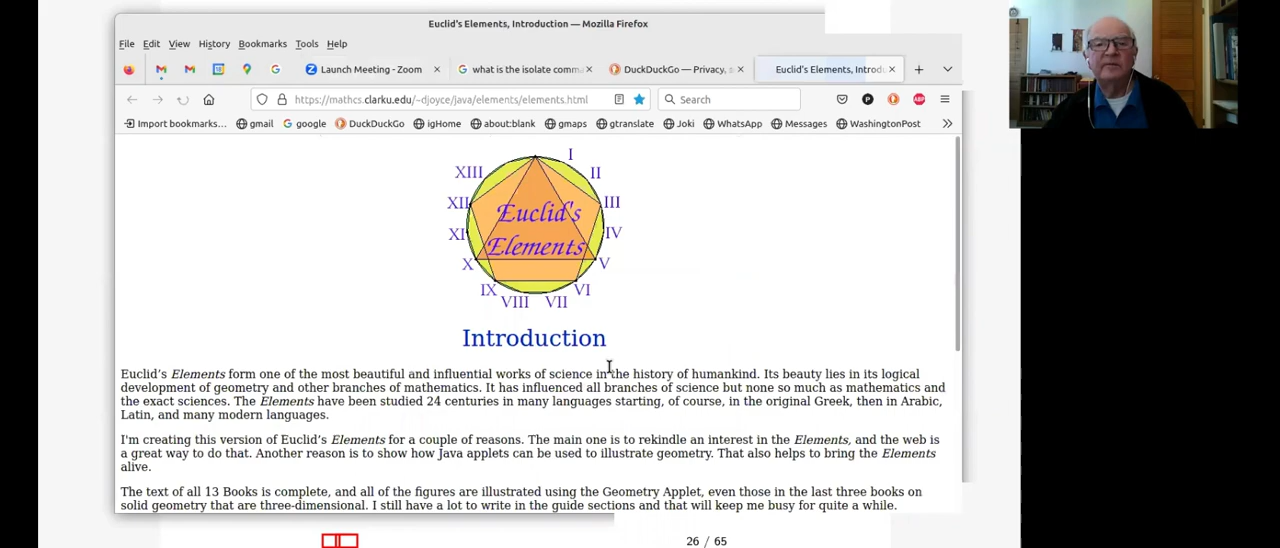 Euclid's Elements, Introduction — Mozilla Firefox
File Edit View History Bookmarks Tools Help
Launch Meeting - Zoom × what is the isolate comm × DuckDuckGo — Privacy, × Euclid's Elements, Introdu ×
https://mathcs.clarku.edu/~djoyce/java/elements/elements.html Search
Import bookmarks... gmail google DuckDuckGo igHome about:blank gmaps gtranslate Joki WhatsApp Messages WashingtonPost
I
XIII
II
XII
III
Euclid's
XI
IV
Elements
X
V
IX
VI
VIII
VII
Introduction
Euclid’s Elements form one of the most beautiful and influential works of science in the history of humankind. Its beauty lies in its logical
development of geometry and other branches of mathematics. It has influenced all branches of science but none so much as mathematics and
the exact sciences. The Elements have been studied 24 centuries in many languages starting, of course, in the original Greek, then in Arabic,
Latin, and many modern languages.
I'm creating this version of Euclid’s Elements for a couple of reasons. The main one is to rekindle an interest in the Elements, and the web is
a great way to do that. Another reason is to show how Java applets can be used to illustrate geometry. That also helps to bring the Elements
alive.
The text of all 13 Books is complete, and all of the figures are illustrated using the Geometry Applet, even those in the last three books on
solid geometry that are three-dimensional. I still have a lot to write in the guide sections and that will keep me busy for quite a while.
26 / 65